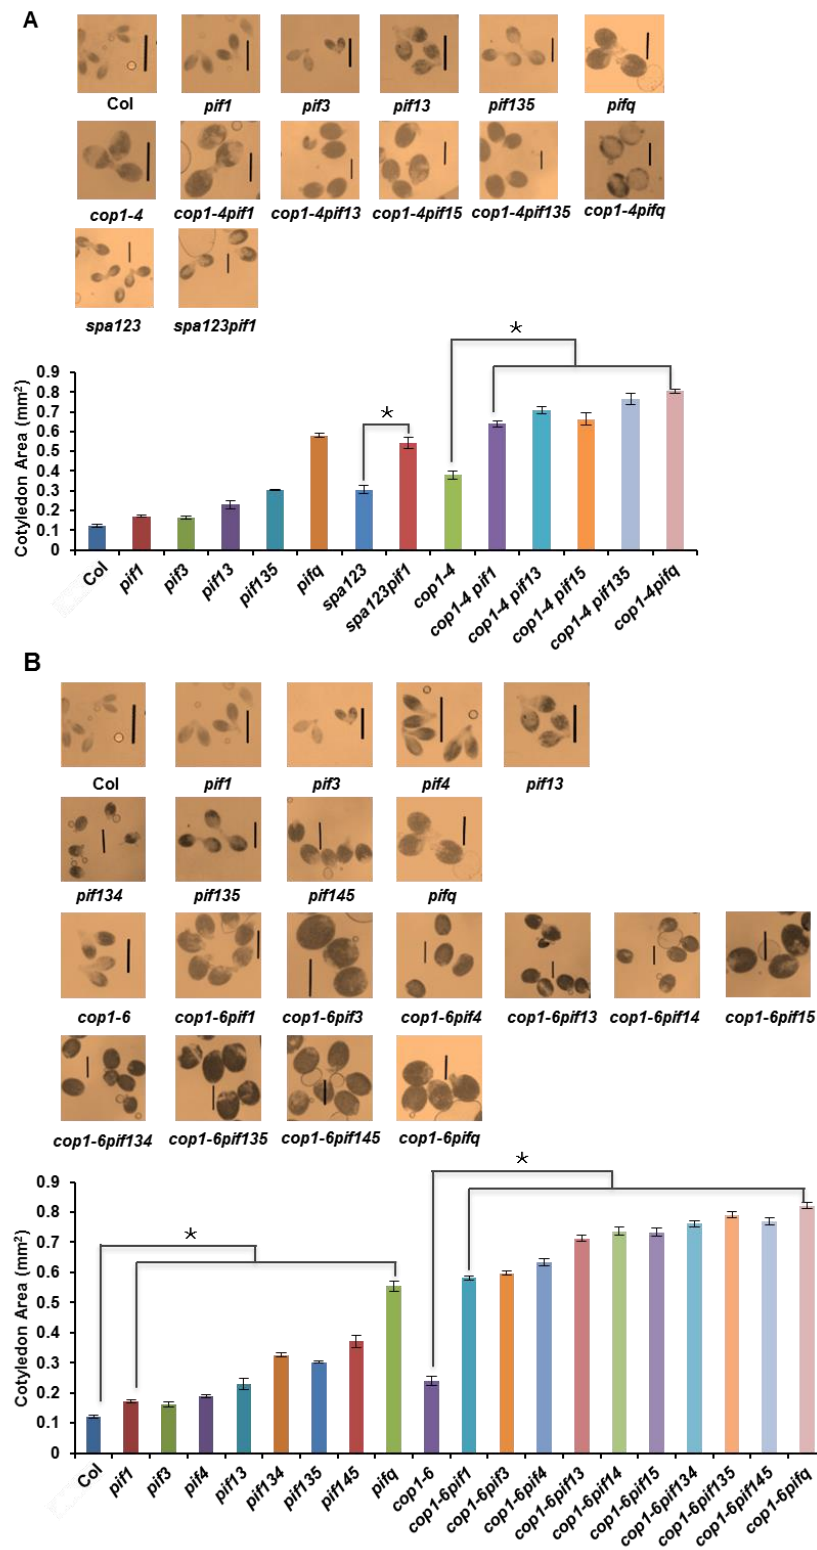 A
Col pif1 pif3 pif13 pif135 pifq
cop1-4 cop1-4pif1 cop1-4pif13 cop1-4pif15 cop1-4pif135 cop1-4pifq
spa123 spa123pif1
*
*
Cotyledon Area (mm²)
0.9
0.8
0.7
0.6
0.5
0.4
0.3
0.2
0.1
0
Col pif1 pif3 pif13 pif135 pifq spa123 spa123pif1 cop1-4 cop1-4 pif1 cop1-4 pif13 cop1-4 pif15 cop1-4 pif135 cop1-4pifq
B
Col pif1 pif3 pif4 pif13
pif134 pif135 pif145 pifq
cop1-6 cop1-6pif1 cop1-6pif3 cop1-6pif4 cop1-6pif13 cop1-6pif14 cop1-6pif15
cop1-6pif134 cop1-6pif135 cop1-6pif145 cop1-6pifq
*
*
Cotyledon Area (mm²)
0.9
0.8
0.7
0.6
0.5
0.4
0.3
0.2
0.1
0
Col pif1 pif3 pif4 pif13 pif134 pif135 pif145 pifq cop1-6 cop1-6pif1 cop1-6pif3 cop1-6pif4 cop1-6pif13 cop1-6pif14 cop1-6pif15 cop1-6pif134 cop1-6pif135 cop1-6pif145 cop1-6pifq